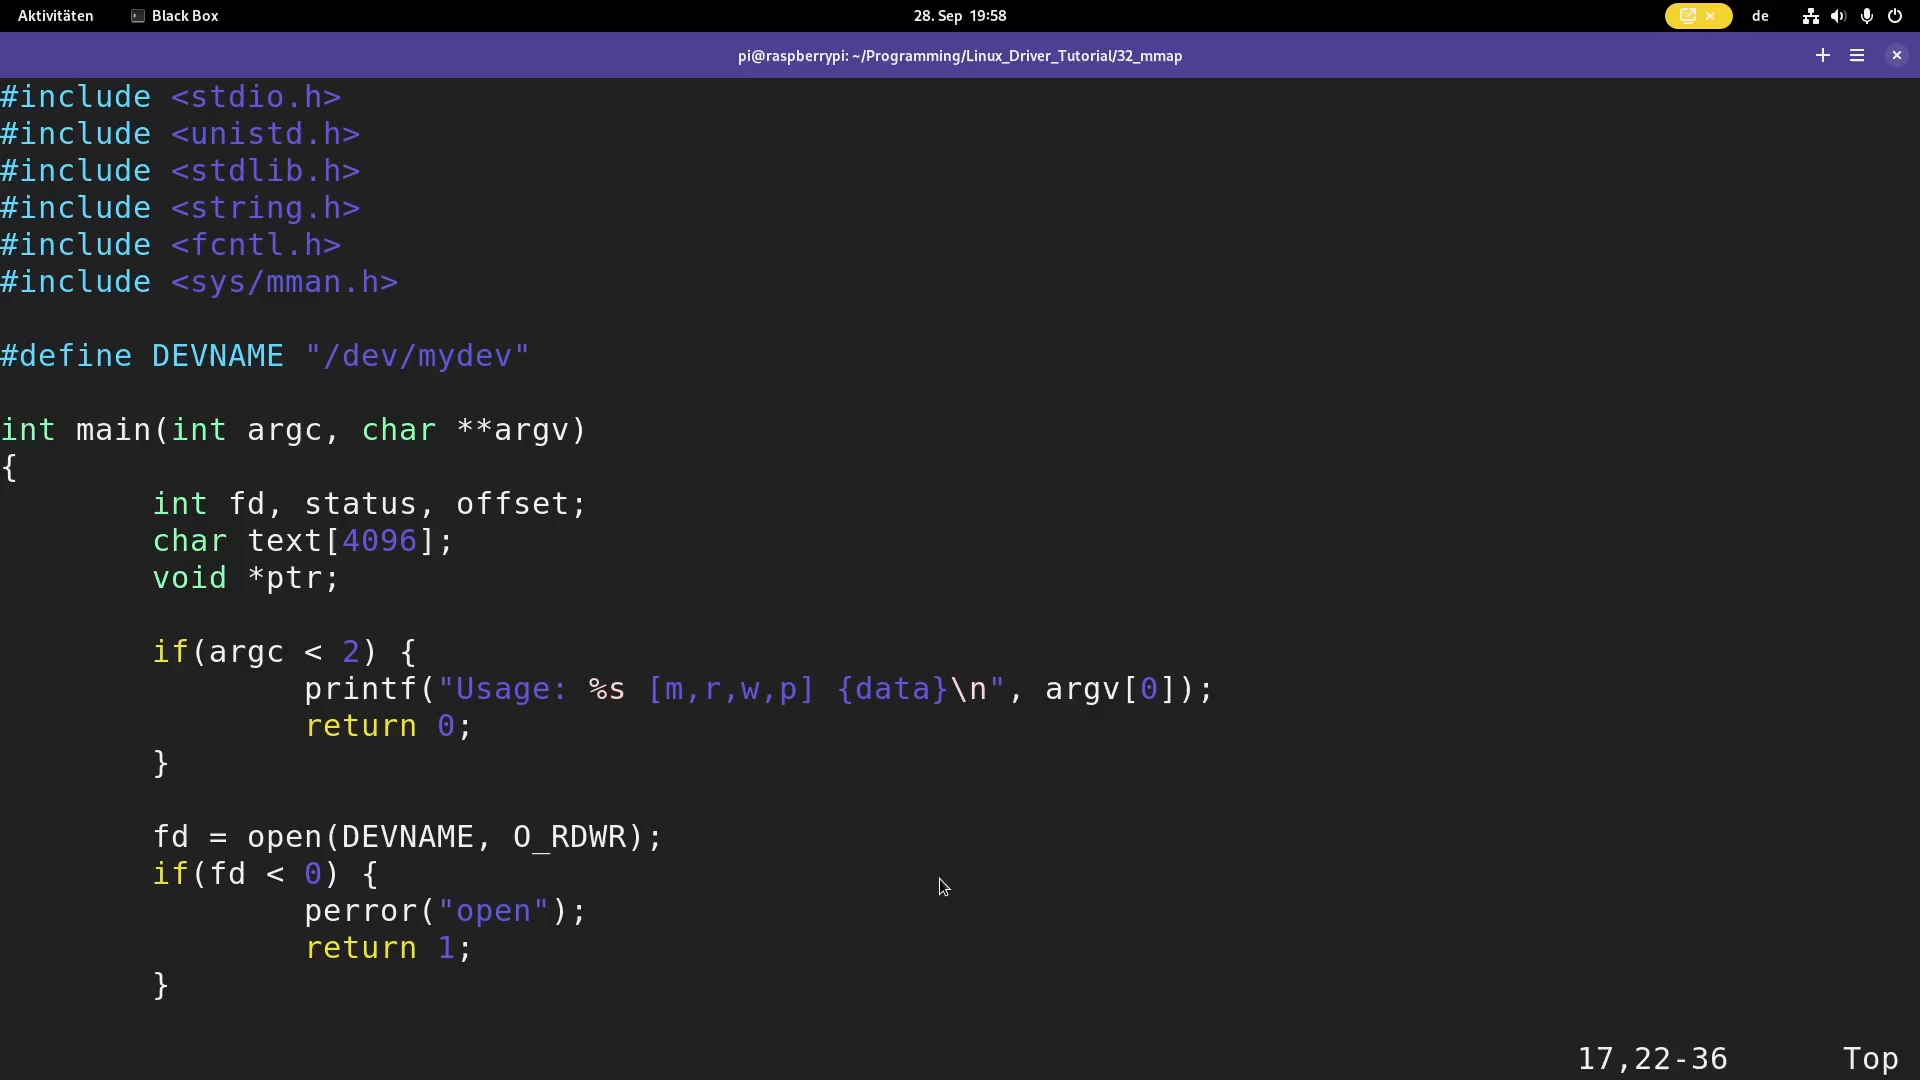 Aktivitäten Black Box 28. Sep 19:58 de
pi@raspberrypi: ~/Programming/Linux_Driver_Tutorial/32_mmap
#include <stdio.h>
#include <unistd.h>
#include <stdlib.h>
#include <string.h>
#include <fcntl.h>
#include <sys/mman.h>
#define DEVNAME "/dev/mydev"
int main(int argc, char **argv)
{
int fd, status, offset;
char text[4096];
void *ptr;
if(argc < 2) {
printf("Usage: %s [m,r,w,p] {data}\n", argv[0]);
return 0;
}
fd = open(DEVNAME, O_RDWR);
if(fd < 0) {
perror("open");
return 1;
}
17,22-36 Top